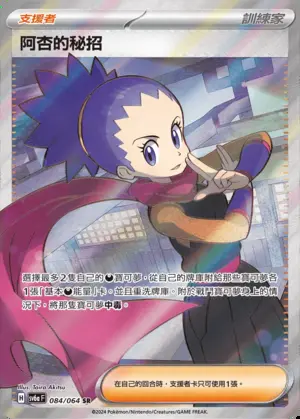 支援者 訓練家
阿杏的秘招
選擇最多2隻自己的寶可夢,從自己的牌庫給那些寶可夢各
1張「基本能量」卡,並且重洗牌庫。附於戰鬥寶可夢身上的情
況下,將那隻寶可夢中毒。
Illus. Taira Akitsu
H SV6a F 084/064 SR
在自己的回合時,支援者卡只可使用1張。
©2024 Pokémon/Nintendo/Creatures/GAME FREAK.